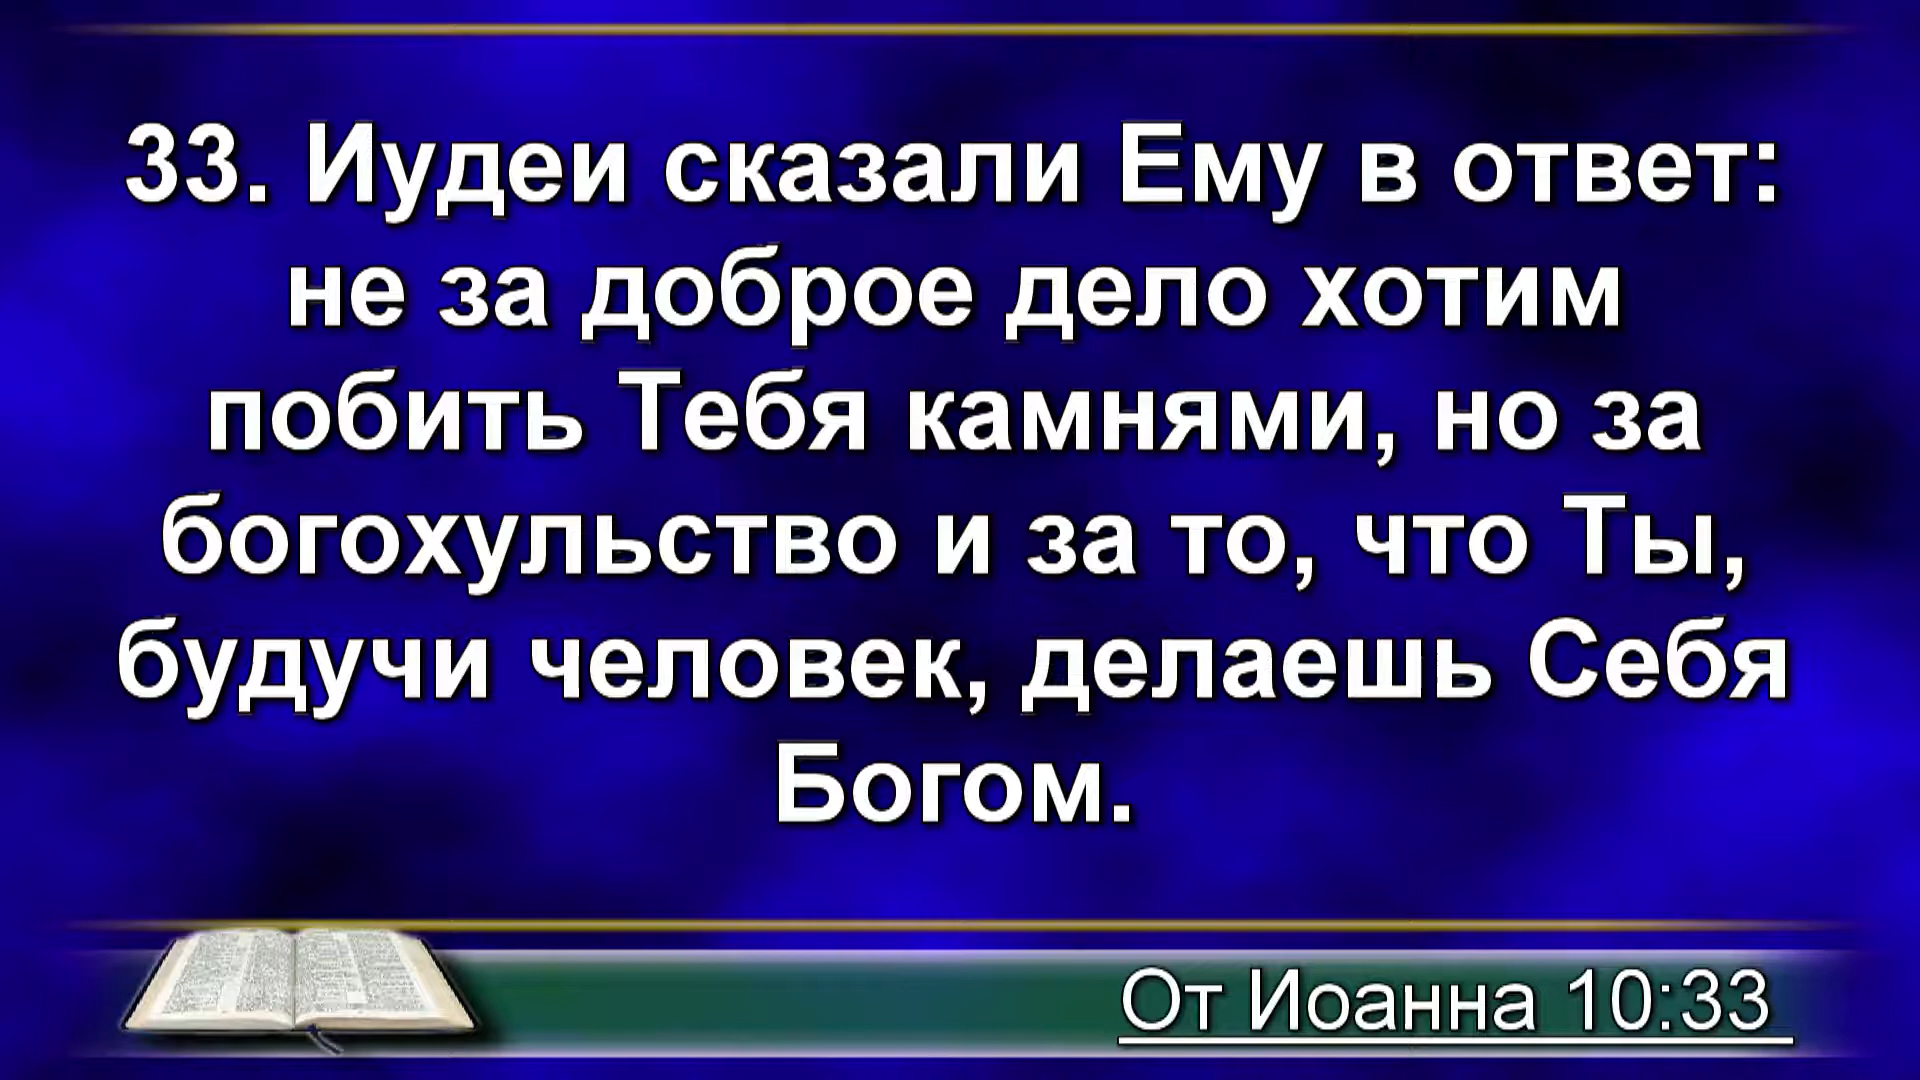 33. Иудеи сказали Ему в ответ:
не за доброе дело хотим
побить Тебя камнями, но за
богохульство и за то, что Ты,
будучи человек, делаешь Себя
Богом.
От Иоанна 10:33